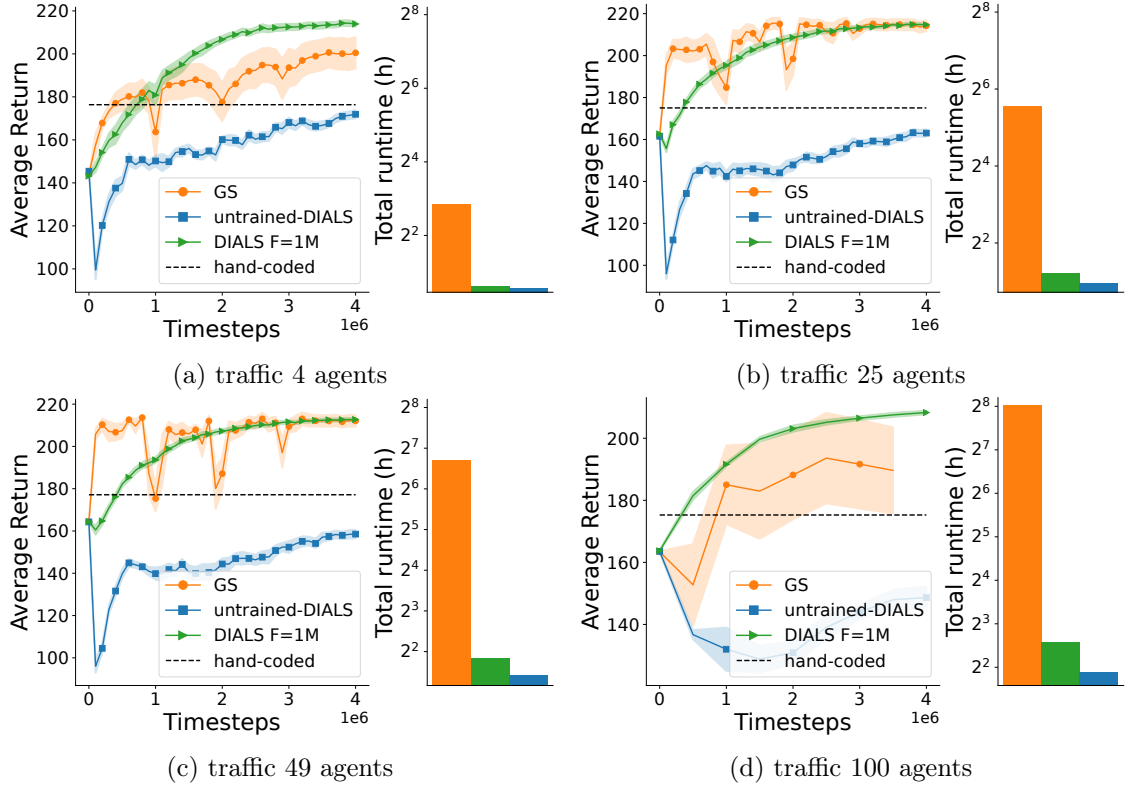 220
200
180
160
140
120
100
Average Return
GS
untrained-DIALS
DIALS F=1M
hand-coded
0 1 2 3 4
1e6
Timesteps
Total runtime (h)
2^8
2^6
2^4
2^2
(a) traffic 4 agents
220
200
180
160
140
120
100
Average Return
GS
untrained-DIALS
DIALS F=1M
hand-coded
0 1 2 3 4
1e6
Timesteps
Total runtime (h)
2^8
2^6
2^4
2^2
(b) traffic 25 agents
220
200
180
160
140
120
100
Average Return
GS
untrained-DIALS
DIALS F=1M
hand-coded
0 1 2 3 4
1e6
Timesteps
Total runtime (h)
2^8
2^7
2^6
2^5
2^4
2^3
2^2
(c) traffic 49 agents
200
180
160
140
Average Return
GS
untrained-DIALS
DIALS F=1M
hand-coded
0 1 2 3 4
1e6
Timesteps
Total runtime (h)
2^8
2^7
2^6
2^5
2^4
2^3
2^2
(d) traffic 100 agents